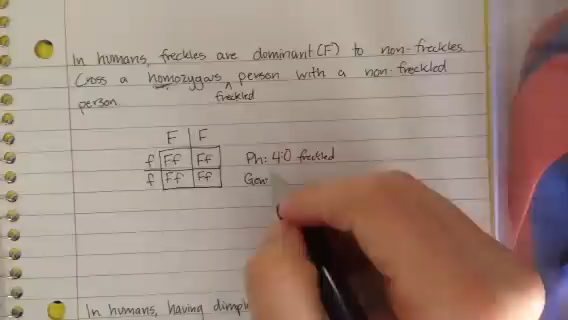 In humans, freckles are dominant (F) to non-freckles.
Cross a homozygous freckled person with a non-freckled
person.
F F
f Ff Ff Ph: 4:0 freckled
f Ff Ff Gen:
In humans, having